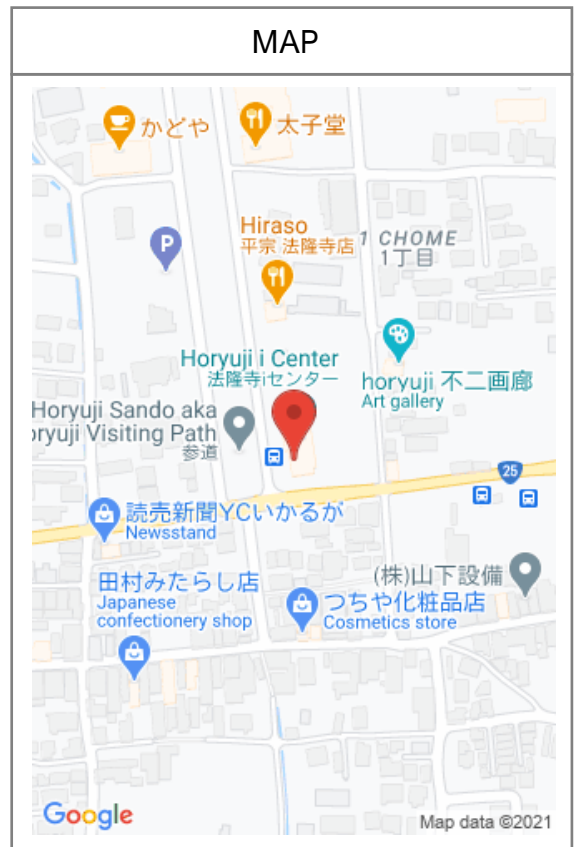 MAP
かどや
太子堂
P
Hiraso
平宗 法隆寺店
1 CHOME
1丁目
Horyuji i Center
法隆寺iセンター
horyuji 不二画廊
Art gallery
Horyuji Sando aka
oryuji Visiting Path
参道
25
読売新聞YCいかるが
Newsstand
(株)山下設備
田村みたらし店
Japanese
confectionery shop
つちや化粧品店
Cosmetics store
Google
Map data ©2021